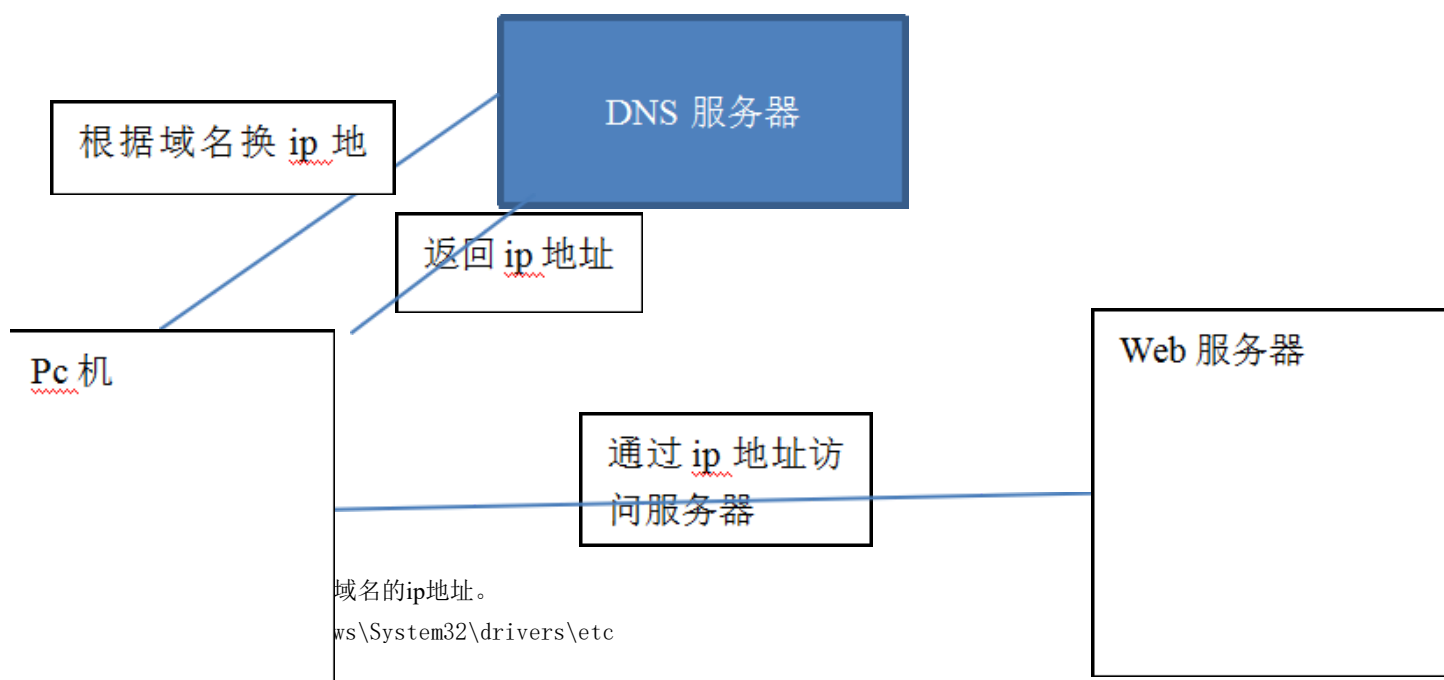 DNS 服务器
根据域名换 ip 地
返回 ip 地址
Pc 机
Web 服务器
通过 ip 地址访
问服务器
域名的ip地址。
ws\System32\drivers\etc